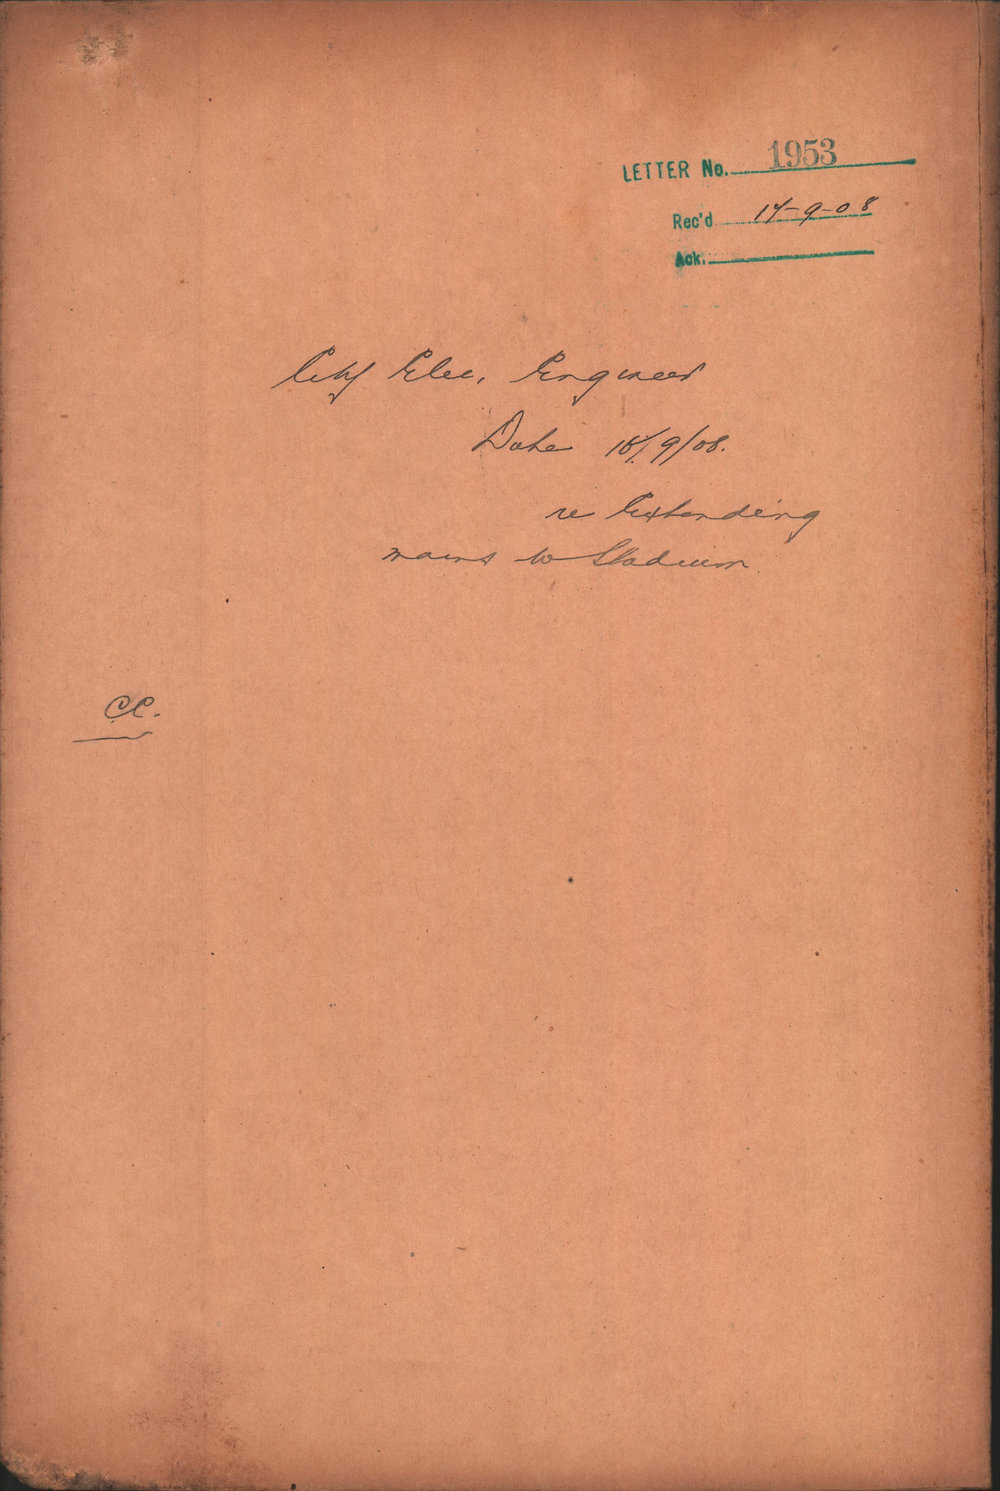 LETTER No. 1953
Rec'd 17-9-08
Ack.
City Elec. Engineer
Date 15/9/08.
re Extending
mains to Stadium
CC.